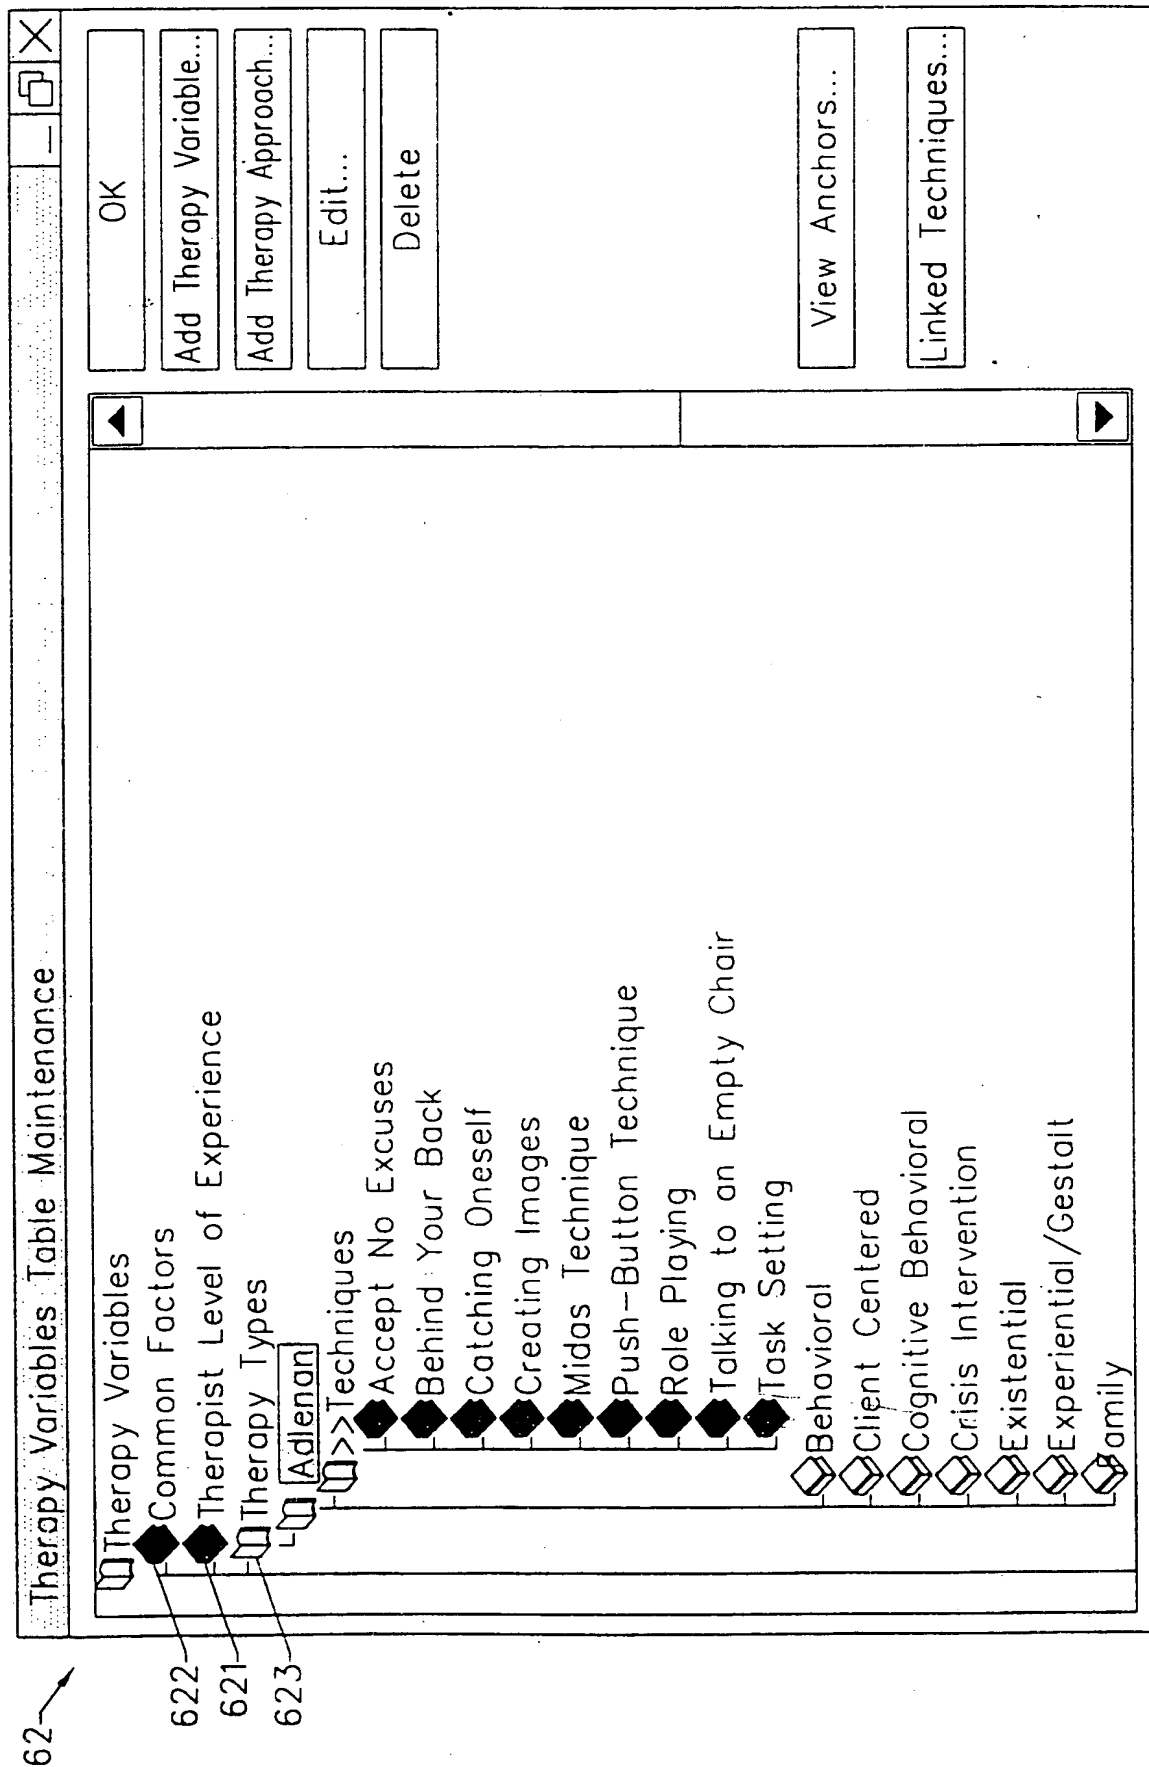 62
Therapy Variables Table Maintenance
Therapy Variables
622
Common Factors
621
Therapist Level of Experience
623
Therapy Types
Adlenan
>>Techniques
Accept No Excuses
Behind Your Back
Catching Oneself
Creating Images
Midas Technique
Push-Button Technique
Role Playing
Talking to an Empty Chair
Task Setting
Behavioral
Client Centered
Cognitive Behavioral
Crisis Intervention
Existential
Experiential/Gestalt
Family
OK
Add Therapy Variable...
Add Therapy Approach...
Edit...
Delete
View Anchors...
Linked Techniques...